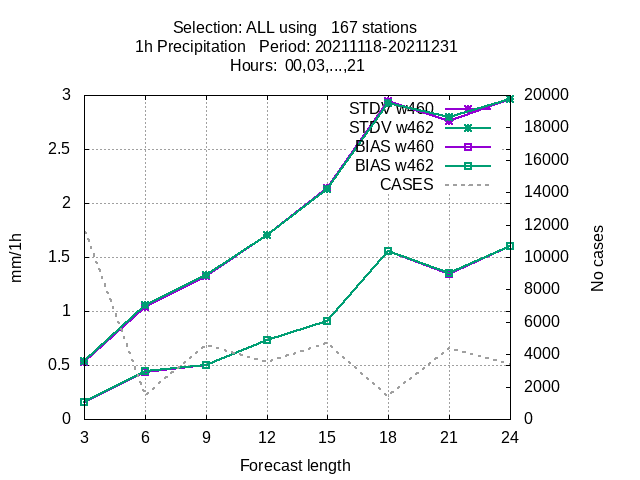 Selection: ALL using   167 stations
1h Precipitation   Period: 20211118-20211231
Hours:  00,03,...,21
STDV w460
STDV w462
BIAS w460
BIAS w462
CASES
3
2.5
2
1.5
1
0.5
0
mm/1h
20000
18000
16000
14000
12000
10000
8000
6000
4000
2000
0
No cases
3 6 9 12 15 18 21 24
Forecast length